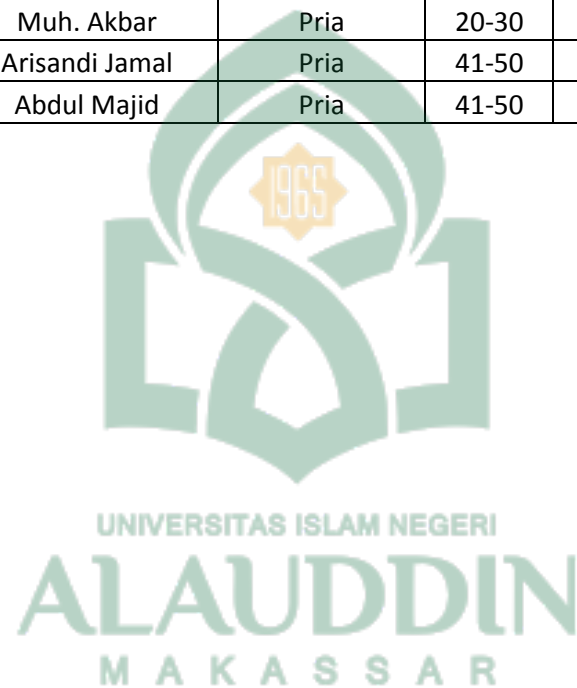 Muh. Akbar Pria 20-30
Arisandi Jamal Pria 41-50
Abdul Majid Pria 41-50
1965
UNIVERSITAS ISLAM NEGERI
ALAUDDIN
MAKASSAR